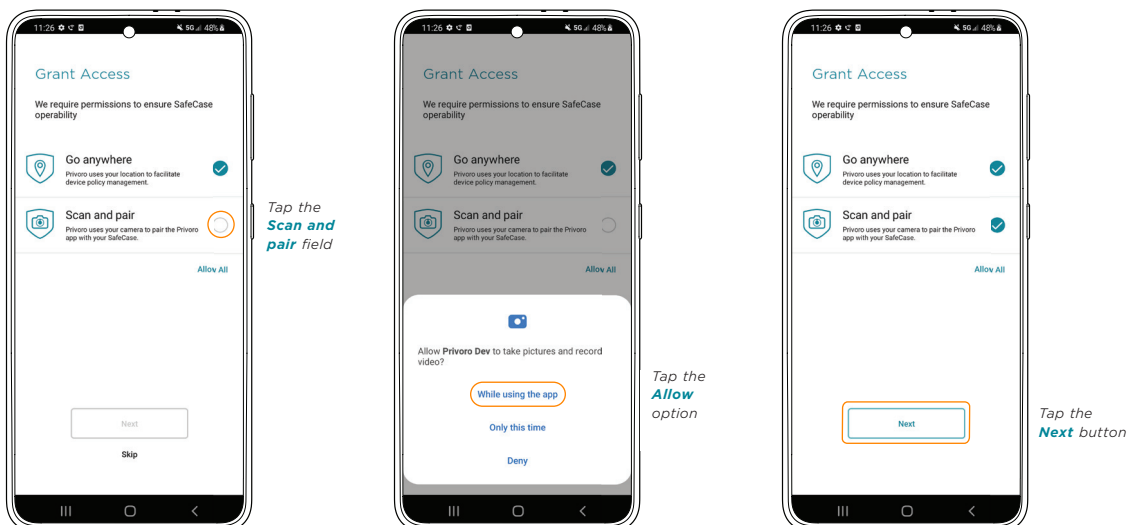 11:26
5G 48%
Grant Access
We require permissions to ensure SafeCase
operability
Go anywhere
Privoro uses your location to facilitate
device policy management.
Scan and pair
Privoro uses your camera to pair the Privoro
app with your SafeCase.
Allow All
Next
Skip
Tap the
Scan and
pair field
11:26
5G 48%
Grant Access
We require permissions to ensure SafeCase
operability
Go anywhere
Privoro uses your location to facilitate
device policy management.
Scan and pair
Privoro uses your camera to pair the Privoro
app with your SafeCase.
Allow All
Allow Privoro Dev to take pictures and record
video?
While using the app
Only this time
Deny
Tap the
Allow
option
11:26
5G 48%
Grant Access
We require permissions to ensure SafeCase
operability
Go anywhere
Privoro uses your location to facilitate
device policy management.
Scan and pair
Privoro uses your camera to pair the Privoro
app with your SafeCase.
Allow All
Next
Tap the
Next button